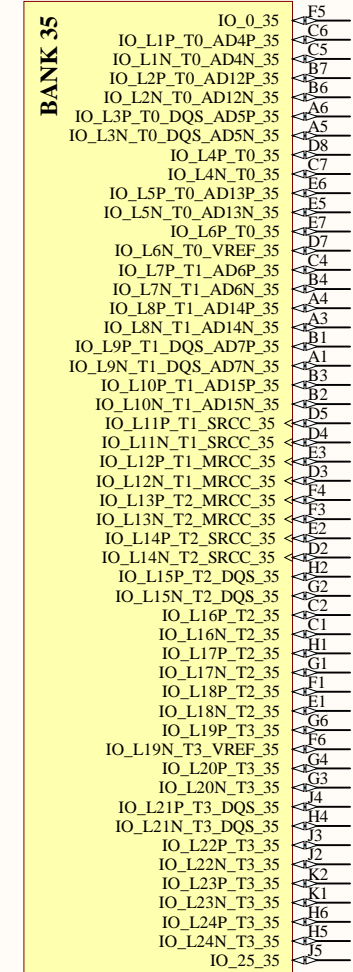 BANK 35
IO_0_35 F5
IO_L1P_T0_AD4P_35 C6
IO_L1N_T0_AD4N_35 C5
IO_L2P_T0_AD12P_35 B7
IO_L2N_T0_AD12N_35 B6
IO_L3P_T0_DQS_AD5P_35 A6
IO_L3N_T0_DQS_AD5N_35 A5
IO_L4P_T0_35 D8
IO_L4N_T0_35 C7
IO_L5P_T0_AD13P_35 E6
IO_L5N_T0_AD13N_35 E5
IO_L6P_T0_35 E7
IO_L6N_T0_VREF_35 D7
IO_L7P_T1_AD6P_35 C4
IO_L7N_T1_AD6N_35 B4
IO_L8P_T1_AD14P_35 A4
IO_L8N_T1_AD14N_35 A3
IO_L9P_T1_DQS_AD7P_35 B1
IO_L9N_T1_DQS_AD7N_35 A1
IO_L10P_T1_AD15P_35 B3
IO_L10N_T1_AD15N_35 B2
IO_L11P_T1_SRCC_35 D5
IO_L11N_T1_SRCC_35 D4
IO_L12P_T1_MRCC_35 E3
IO_L12N_T1_MRCC_35 D3
IO_L13P_T2_MRCC_35 F4
IO_L13N_T2_MRCC_35 F3
IO_L14P_T2_SRCC_35 E2
IO_L14N_T2_SRCC_35 D2
IO_L15P_T2_DQS_35 H2
IO_L15N_T2_DQS_35 G2
IO_L16P_T2_35 C2
IO_L16N_T2_35 C1
IO_L17P_T2_35 H1
IO_L17N_T2_35 G1
IO_L18P_T2_35 F1
IO_L18N_T2_35 E1
IO_L19P_T3_35 G6
IO_L19N_T3_VREF_35 F6
IO_L20P_T3_35 G4
IO_L20N_T3_35 G3
IO_L21P_T3_DQS_35 J4
IO_L21N_T3_DQS_35 H4
IO_L22P_T3_35 J3
IO_L22N_T3_35 J2
IO_L23P_T3_35 K2
IO_L23N_T3_35 K1
IO_L24P_T3_35 H6
IO_L24N_T3_35 H5
IO_25_35 J5